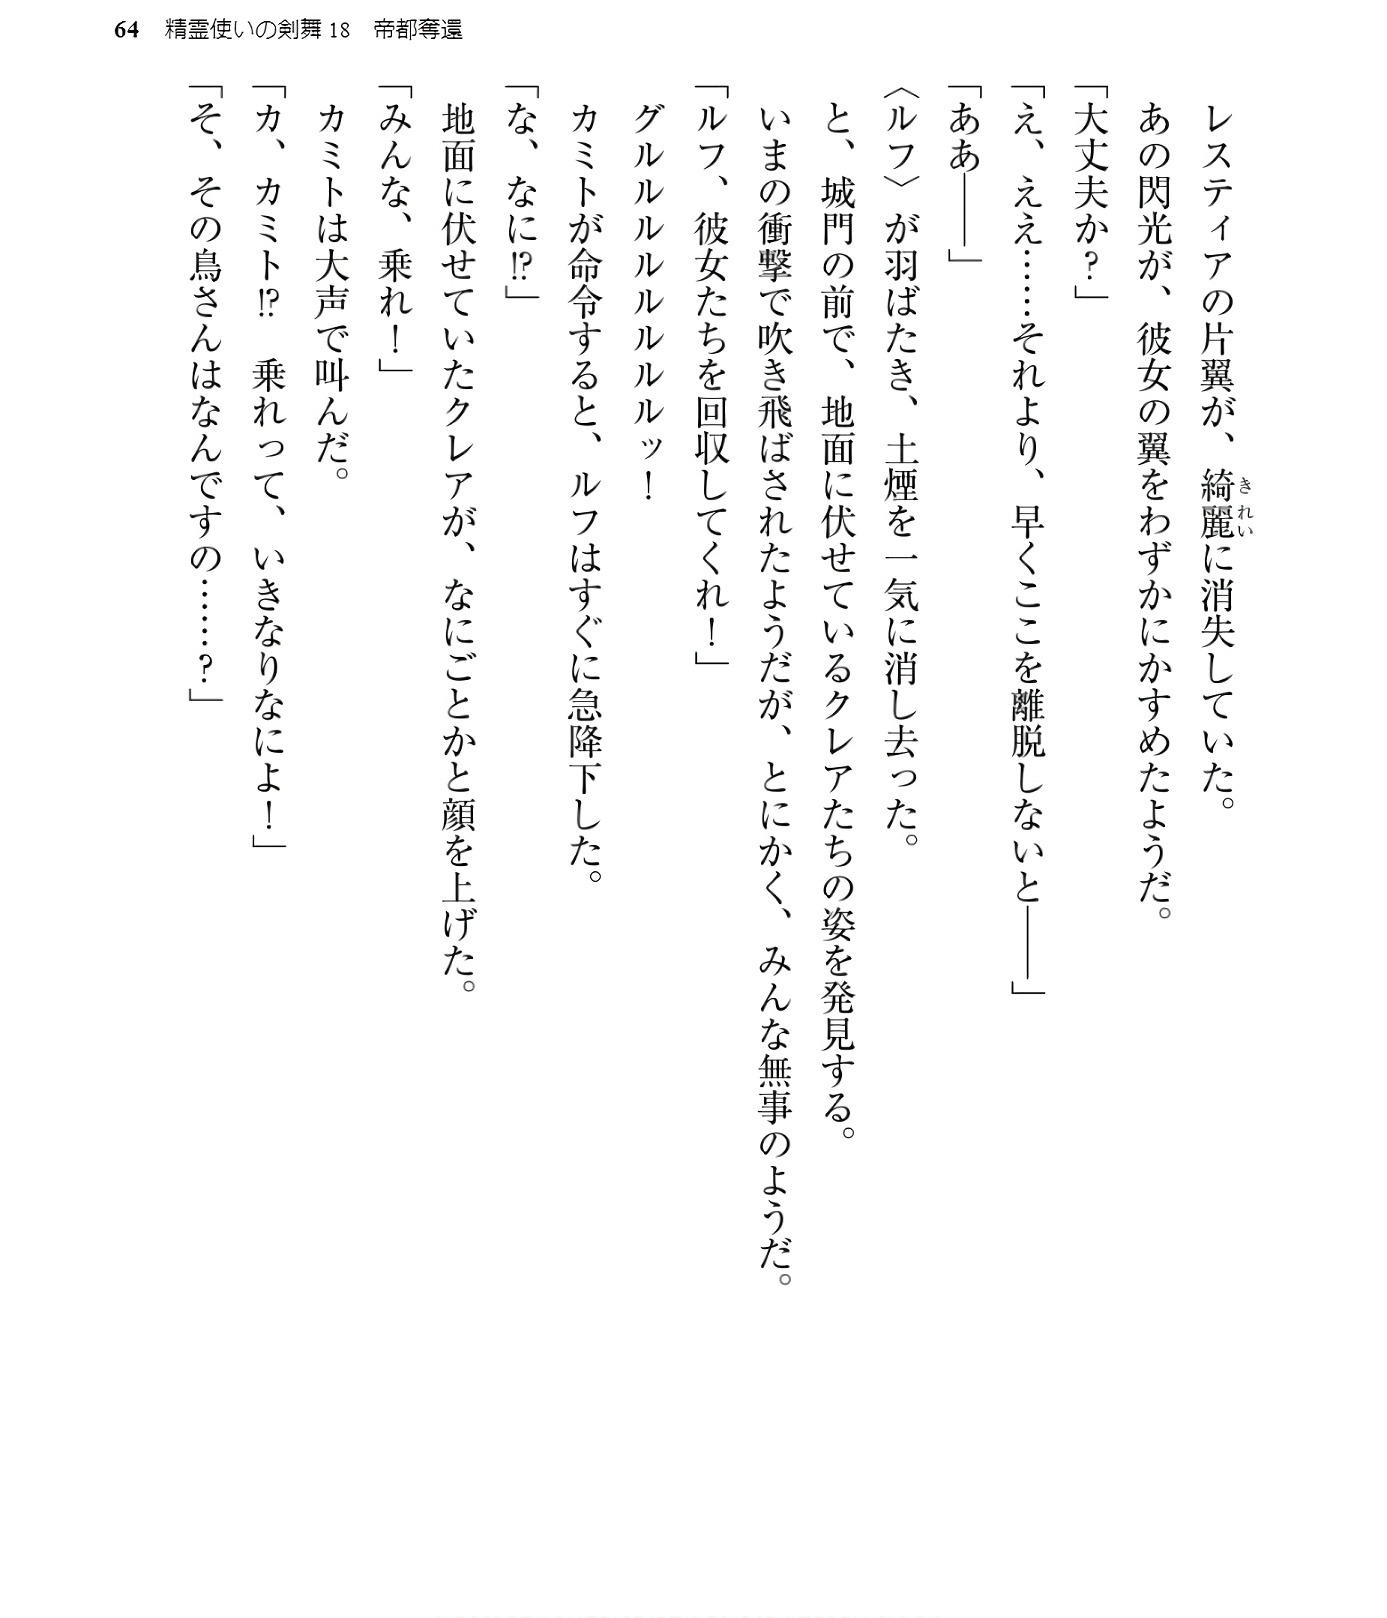 64 精霊使いの剣舞18 帝都奪還
レスティアの片翼が、綺麗に消失していた。
きれい
あの閃光が、彼女の翼をわずかにかすめたようだ。
「大丈夫か？」
「え、ええ……それより、早くここを離脱しないと――」
「ああ――」
〈ルフ〉が羽ばたき、土煙を一気に消し去った。
と、城門の前で、地面に伏せているクレアたちの姿を発見する。
いまの衝撃で吹き飛ばされたようだが、とにかく、みんな無事のようだ。
「ルフ、彼女たちを回収してくれ！」
グルルルルルルルルッ！
カミトが命令すると、ルフはすぐに急降下した。
「な、なに!?」
地面に伏せていたクレアが、なにごとかと顔を上げた。
「みんな、乗れ！」
カミトは大声で叫んだ。
「カ、カミト!? 乗れって、いきなりなによ！」
「そ、その鳥さんはなんですの……？」